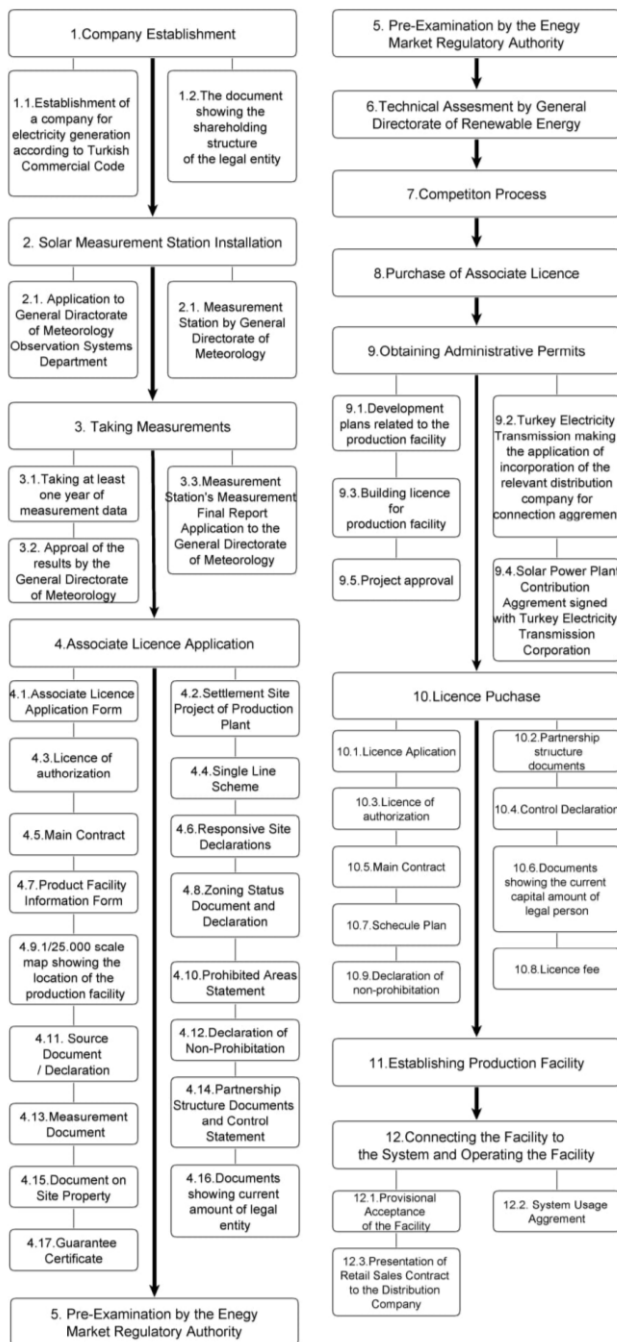 1.Company Establishment
1.1.Establishment of
a company for
electricity generation
according to Turkish
Commercial Code
1.2.The document
showing the
shareholding
structure
of the legal entity
2. Solar Measurement Station Installation
2.1. Application to
General Diractorate
of Meteorology
Observation Systems
Department
2.1. Measurement
Station by General
Directorate of
Meteorology
3. Taking Measurements
3.1.Taking at least
one year of
measurement data
3.2. Approal of the
results by the
General Directorate
of Meteorology
3.3.Measurement
Station's Measurement
Final Report
Application to the
General Directorate
of Meteorology
4.Associate Licence Application
4.1.Associate Licence
Application Form
4.2.Settlement Site
Project of Production
Plant
4.3.Licence of
authorization
4.4.Single Line
Scheme
4.5.Main Contract
4.6.Responsive Site
Declarations
4.7.Product Facility
Information Form
4.8.Zoning Status
Document and
Declaration
4.9.1/25.000 scale
map showing the
location of the
production facility
4.10.Prohibited Areas
Statement
4.11. Source
Document
/ Declaration
4.12.Declaration of
Non-Prohibitation
4.13.Measurement
Document
4.14.Partnership
Structure Documents
and Control
Statement
4.15.Document on
Site Property
4.16.Documents
showing current
amount of legal
entity
4.17.Guarantee
Certificate
5. Pre-Examination by the Enegy
Market Regulatory Authority
5. Pre-Examination by the Enegy
Market Regulatory Authority
6.Technical Assesment by General
Directorate of Renewable Energy
7.Competiton Process
8.Purchase of Associate Licence
9.Obtaining Administrative Permits
9.1.Development
plans related to the
production facility
9.2.Turkey Electricity
Transmission making
the application of
incorporation of the
relevant distribution
company for
connection aggremen
9.3.Building licence
for
production facility
9.4.Solar Power Plant
Contribution
Aggrement signed
with Turkey Electricity
Transmission
Corporation
9.5.Project approval
10.Licence Puchase
10.1.Licence Aplication
10.2.Partnership
structure
documents
10.3.Licence of
authorization
10.4.Control Declaration
10.5.Main Contract
10.6.Documents
showing the current
capital amount of
legal person
10.7.Schecule Plan
10.8.Licence fee
10.9.Declaration of
non-prohibitation
11.Establishing Production Facility
12.Connecting the Facility to
the System and Operating the Facility
12.1.Provisional
Acceptance
of the Facility
12.2. System Usage
Aggrement
12.3.Presentation of
Retail Sales Contract
to the Distribution
Company